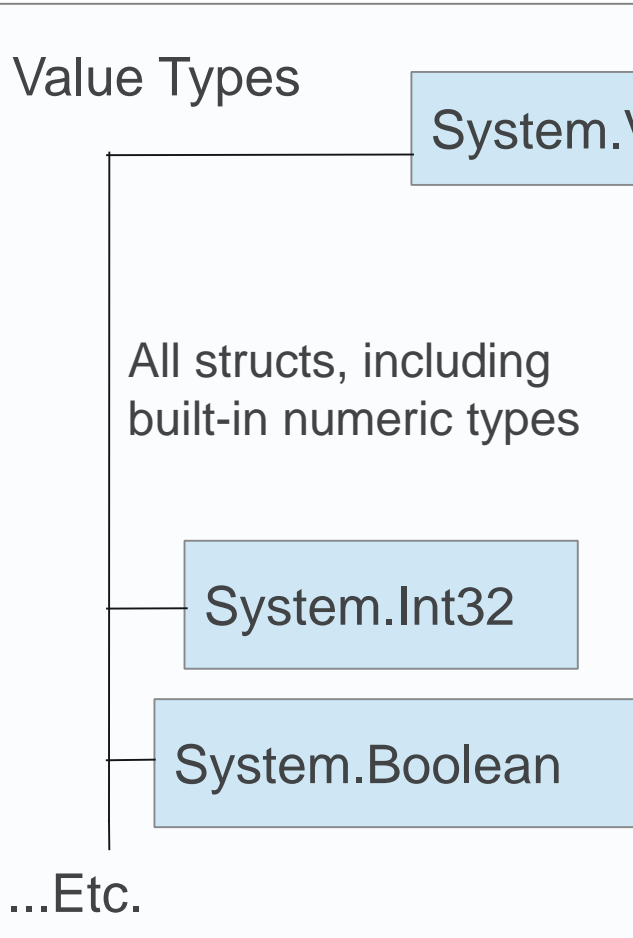 Value Types
System.
All structs, including
built-in numeric types
System.Int32
System.Boolean
...Etc.